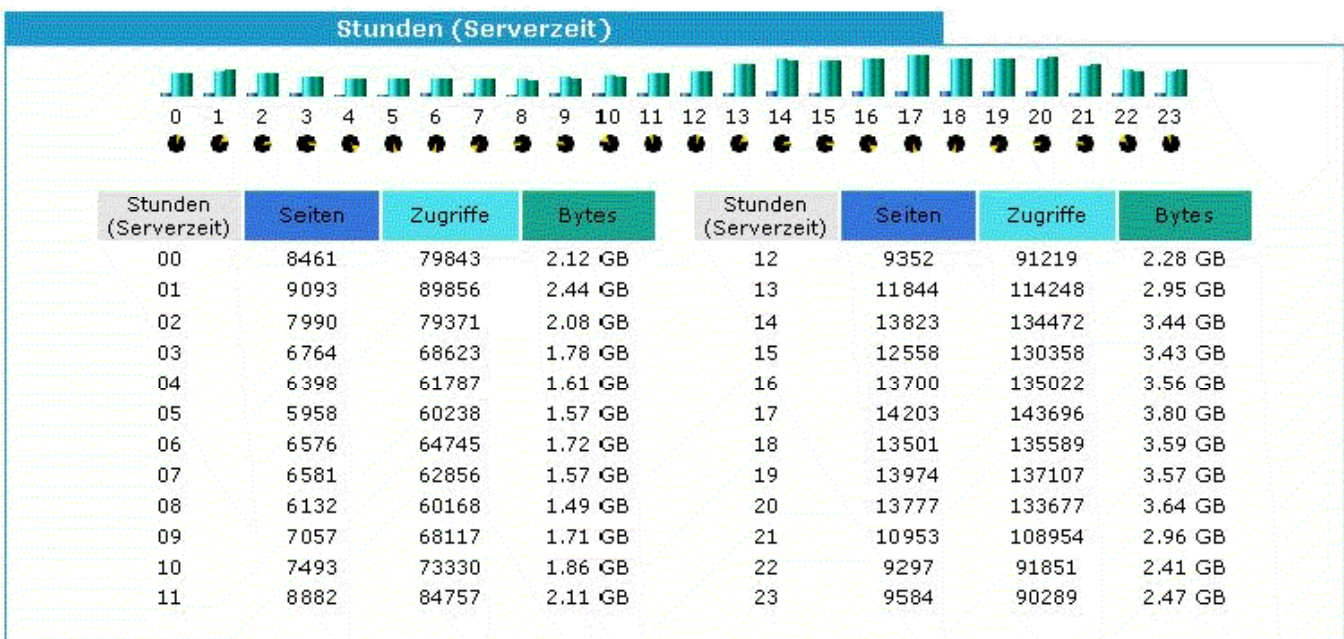 Stunden (Serverzeit)
0 1 2 3 4 5 6 7 8 9 10 11 12 13 14 15 16 17 18 19 20 21 22 23
Stunden (Serverzeit) Seiten Zugriffe Bytes Stunden (Serverzeit) Seiten Zugriffe Bytes
00 8461 79843 2.12 GB 12 9352 91219 2.28 GB
01 9093 89856 2.44 GB 13 11844 114248 2.95 GB
02 7990 79371 2.08 GB 14 13823 134472 3.44 GB
03 6764 68623 1.78 GB 15 12558 130358 3.43 GB
04 6398 61787 1.61 GB 16 13700 135022 3.56 GB
05 5958 60238 1.57 GB 17 14203 143696 3.80 GB
06 6576 64745 1.72 GB 18 13501 135589 3.59 GB
07 6581 62856 1.57 GB 19 13974 137107 3.57 GB
08 6132 60168 1.49 GB 20 13777 133677 3.64 GB
09 7057 68117 1.71 GB 21 10953 108954 2.96 GB
10 7493 73330 1.86 GB 22 9297 91851 2.41 GB
11 8882 84757 2.11 GB 23 9584 90289 2.47 GB